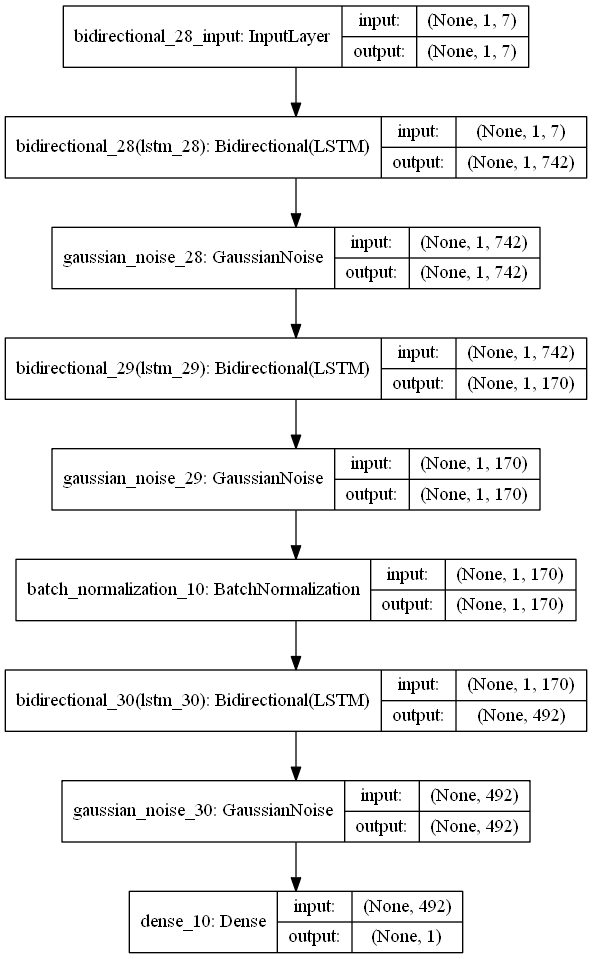 bidirectional_28_input: InputLayer
input: (None, 1, 7)
output: (None, 1, 7)
bidirectional_28(lstm_28): Bidirectional(LSTM)
input: (None, 1, 7)
output: (None, 1, 742)
gaussian_noise_28: GaussianNoise
input: (None, 1, 742)
output: (None, 1, 742)
bidirectional_29(lstm_29): Bidirectional(LSTM)
input: (None, 1, 742)
output: (None, 1, 170)
gaussian_noise_29: GaussianNoise
input: (None, 1, 170)
output: (None, 1, 170)
batch_normalization_10: BatchNormalization
input: (None, 1, 170)
output: (None, 1, 170)
bidirectional_30(lstm_30): Bidirectional(LSTM)
input: (None, 1, 170)
output: (None, 492)
gaussian_noise_30: GaussianNoise
input: (None, 492)
output: (None, 492)
dense_10: Dense
input: (None, 492)
output: (None, 1)